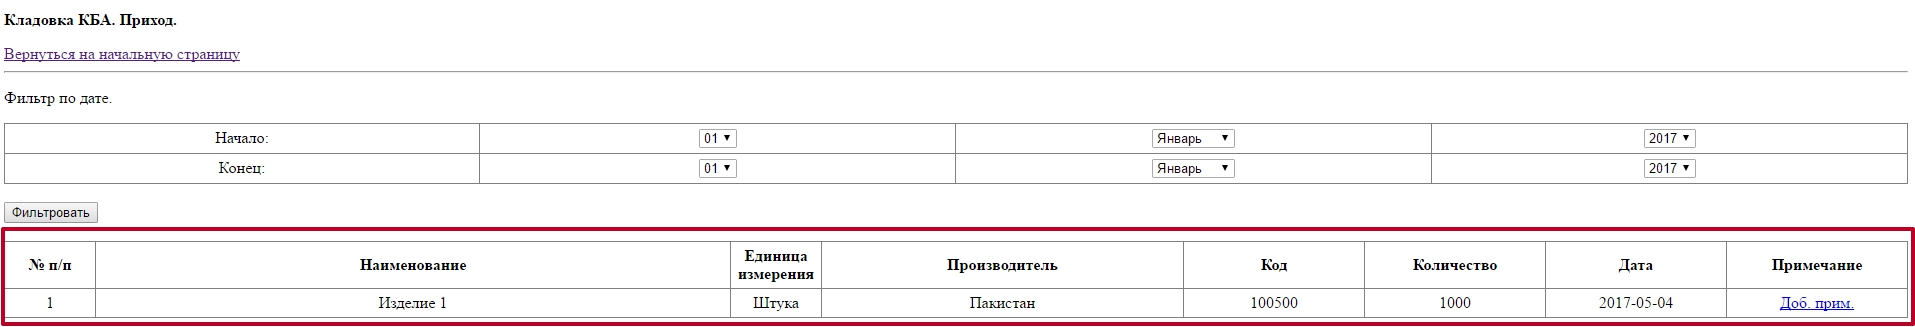 Кладовка КБА. Приход.
Вернуться на начальную страницу
Фильтр по дате.
Начало: 01 Январь 2017
Конец: 01 Январь 2017
Фильтровать
№ п/п Наименование Единица измерения Производитель Код Количество Дата Примечание
1 Изделие 1 Штука Пакистан 100500 1000 2017-05-04 Доб. прим.